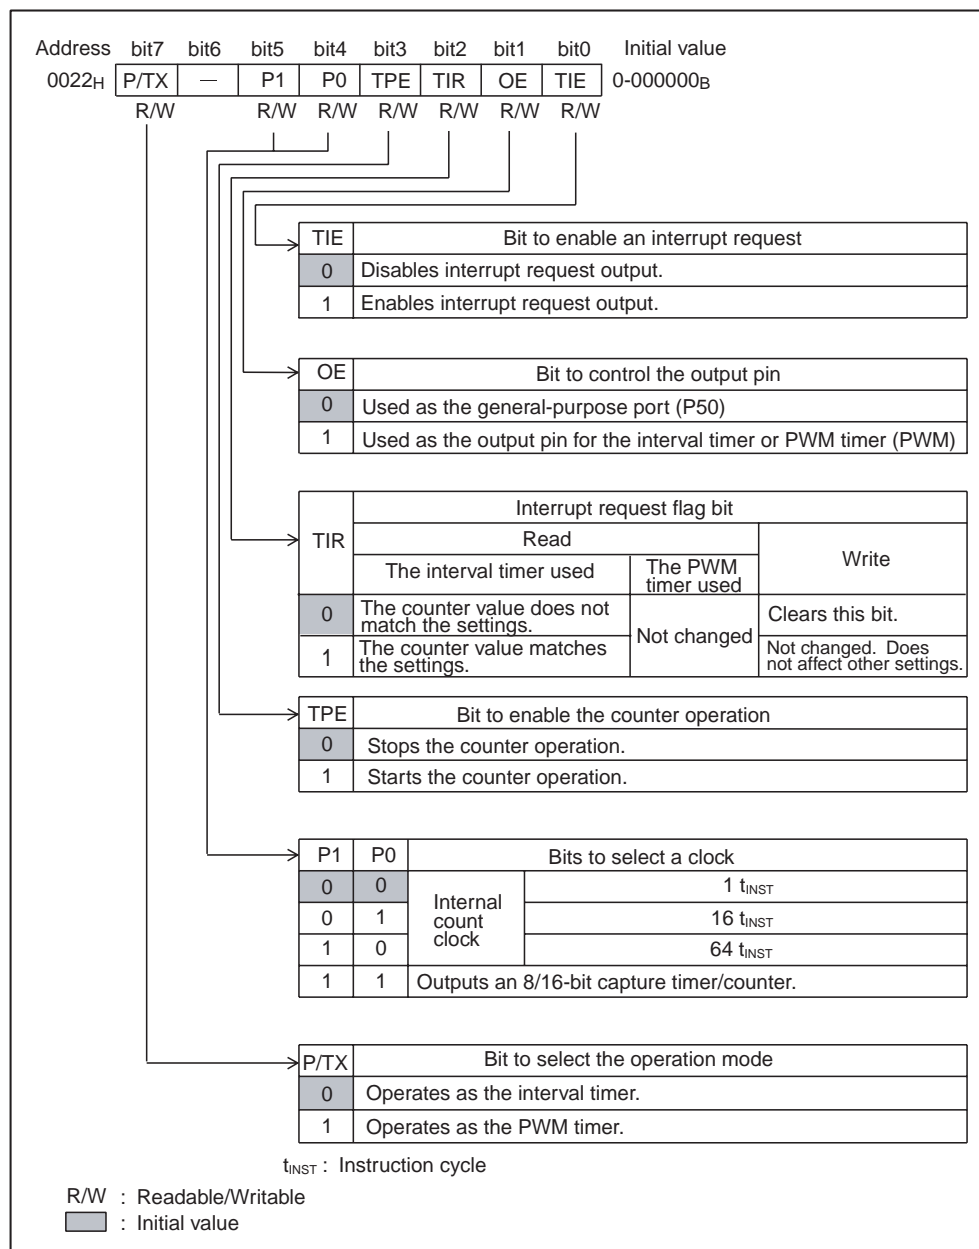 Address bit7 bit6 bit5 bit4 bit3 bit2 bit1 bit0 Initial value
0022H P/TX — P1 P0 TPE TIR OE TIE 0-000000B
R/W R/W R/W R/W R/W R/W R/W
TIE Bit to enable an interrupt request
0 Disables interrupt request output.
1 Enables interrupt request output.
OE Bit to control the output pin
0 Used as the general-purpose port (P50)
1 Used as the output pin for the interval timer or PWM timer (PWM)
TIR
Interrupt request flag bit
Read
Write
The interval timer used
The PWM
timer used
0
The counter value does not
match the settings.
Not changed
Clears this bit.
1
The counter value matches
the settings.
Not changed. Does
not affect other settings.
TPE Bit to enable the counter operation
0 Stops the counter operation.
1 Starts the counter operation.
P1 P0 Bits to select a clock
0 0
Internal
count
clock
1 tINST
0 1 16 tINST
1 0 64 tINST
1 1 Outputs an 8/16-bit capture timer/counter.
P/TX Bit to select the operation mode
0 Operates as the interval timer.
1 Operates as the PWM timer.
tINST : Instruction cycle
R/W : Readable/Writable
: Initial value